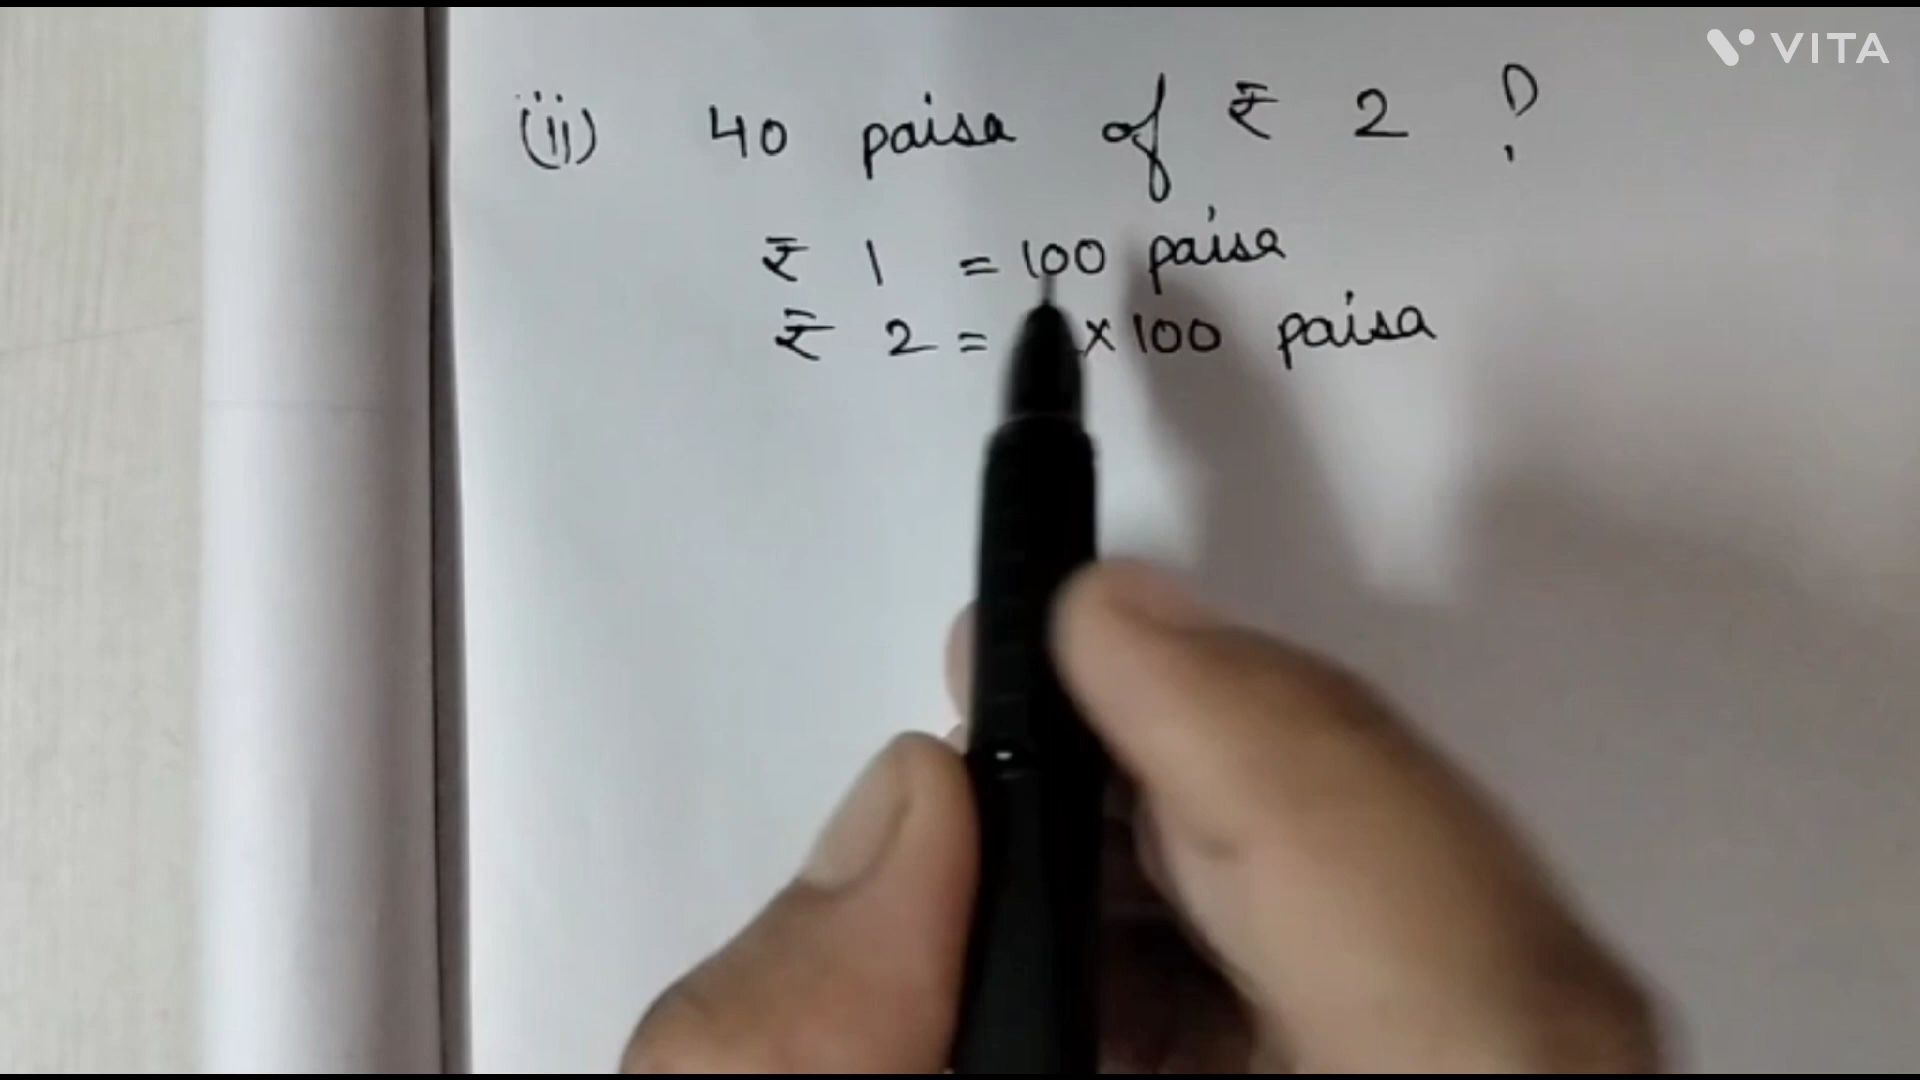 VITA
(ii) 40 paisa of ₹ 2 ?
₹ 1 = 100 paisa
₹ 2 = × 100 paisa